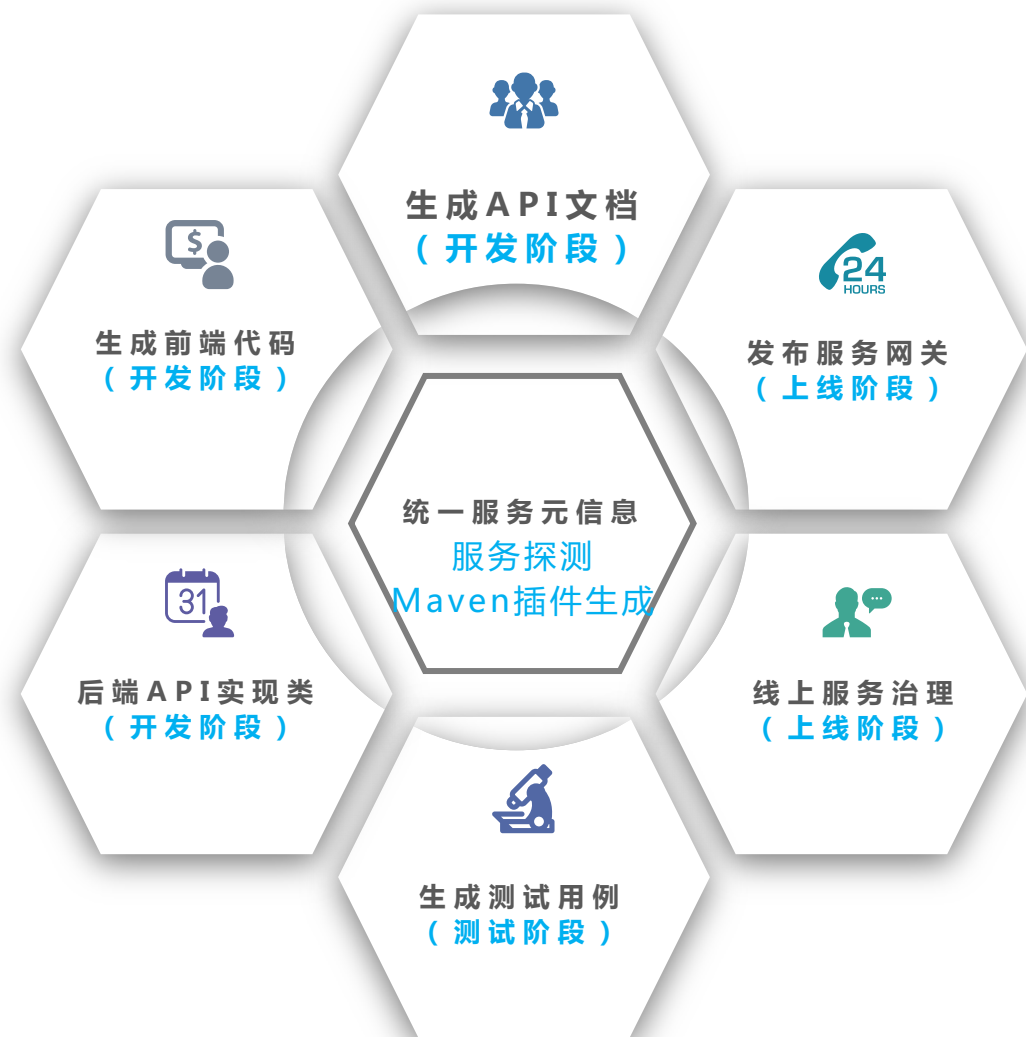 生成API文档
（开发阶段）
生成前端代码
（开发阶段）
24
HOURS
发布服务网关
（上线阶段）
统一服务元信息
服务探测
Maven插件生成
31
后端API实现类
（开发阶段）
线上服务治理
（上线阶段）
生成测试用例
（测试阶段）